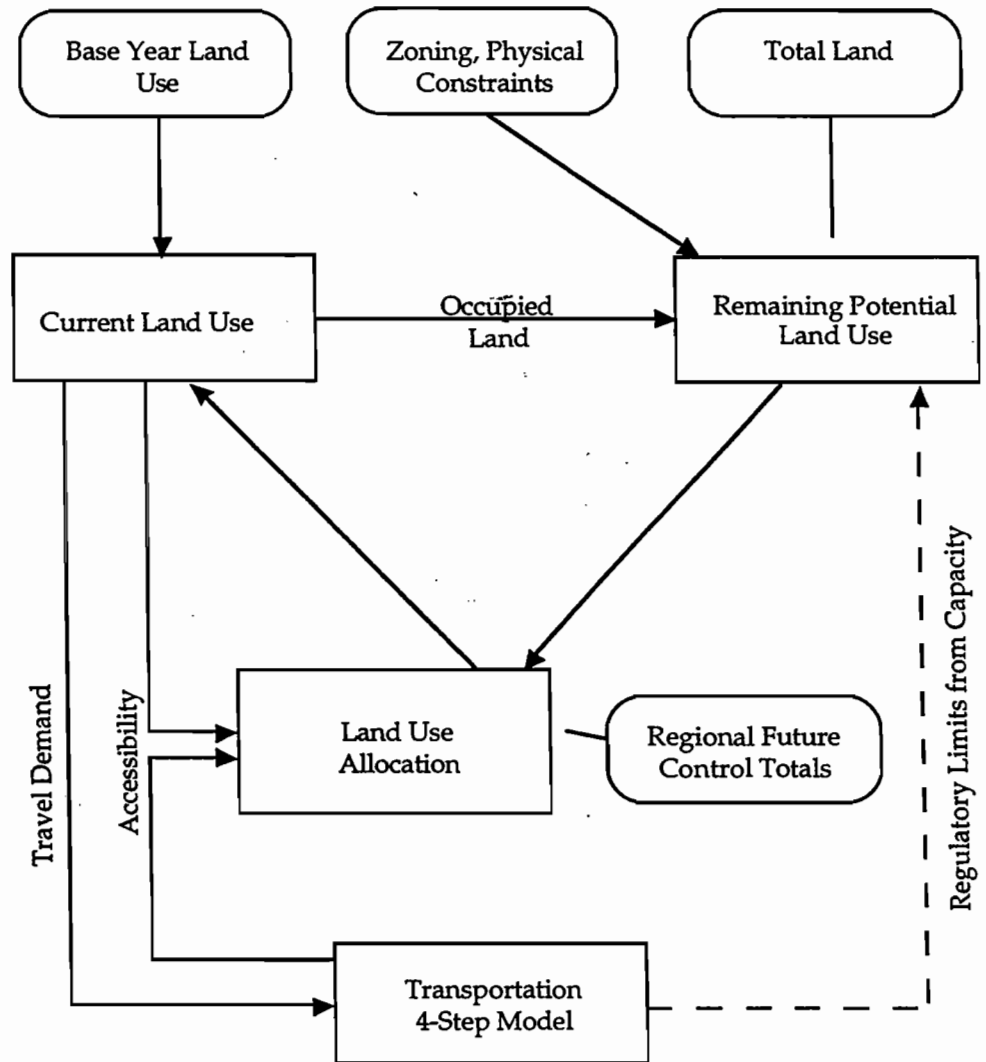 Base Year Land
Use
Zoning, Physical
Constraints
Total Land
Current Land Use
Occupied
Land
Remaining Potential
Land Use
Travel Demand
Accessibility
Land Use
Allocation
Regional Future
Control Totals
Regulatory Limits from Capacity
Transportation
4-Step Model